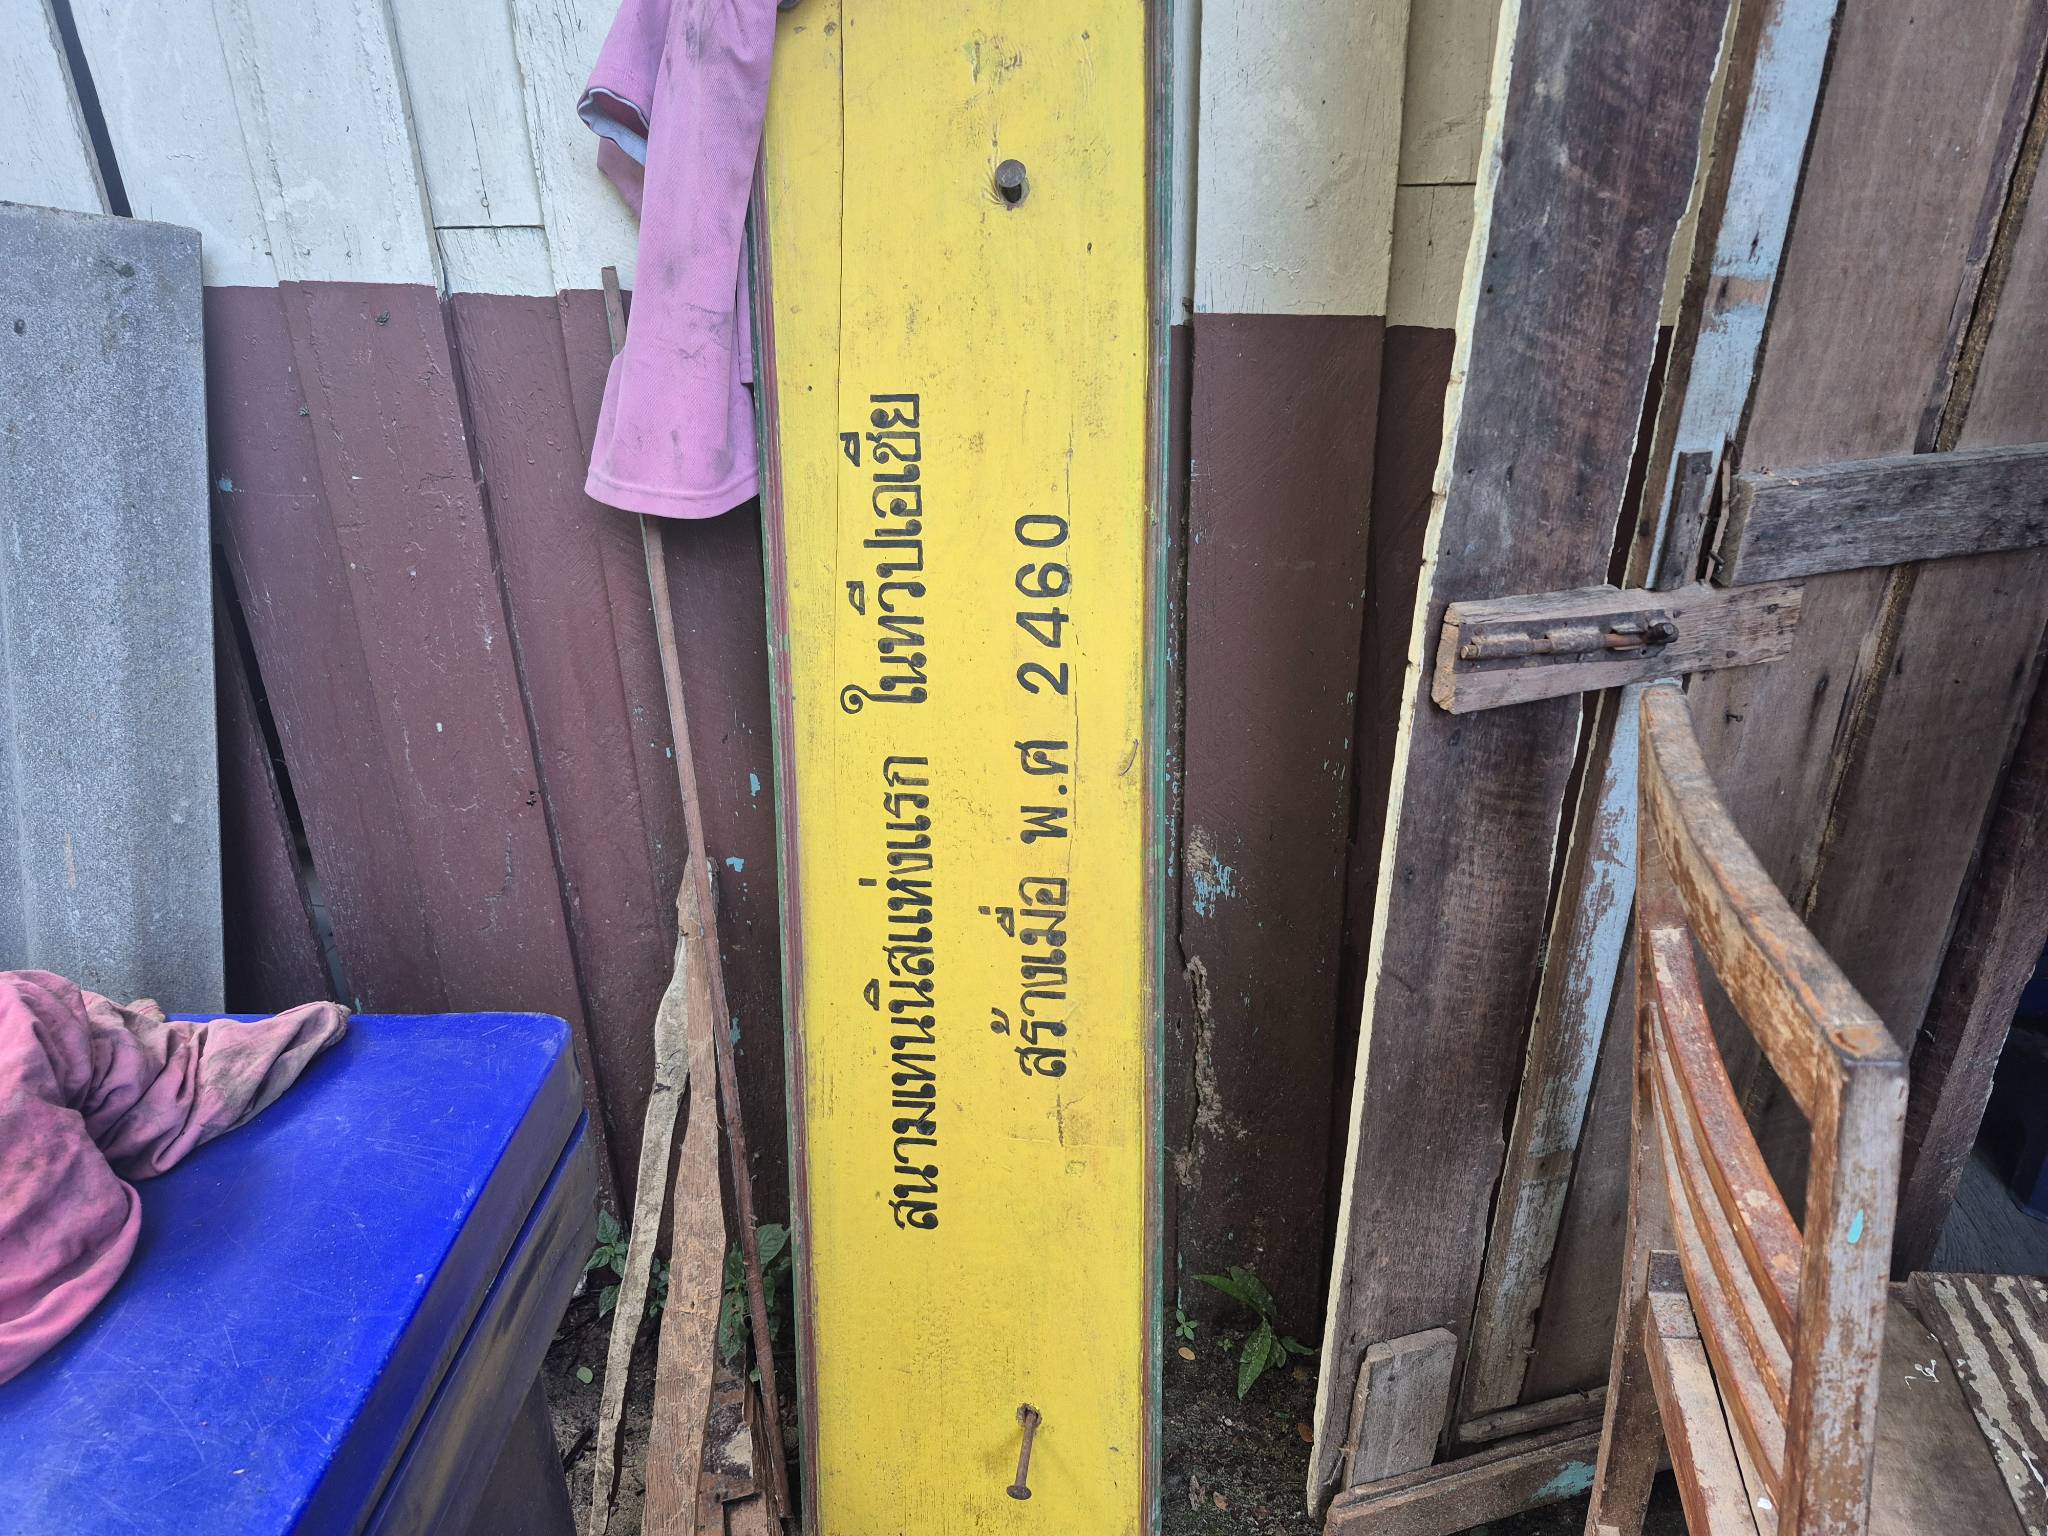 สนามเทนนิสแห่งแรก ในทวีปเอเชีย
สร้างเมื่อ พ.ศ 2460